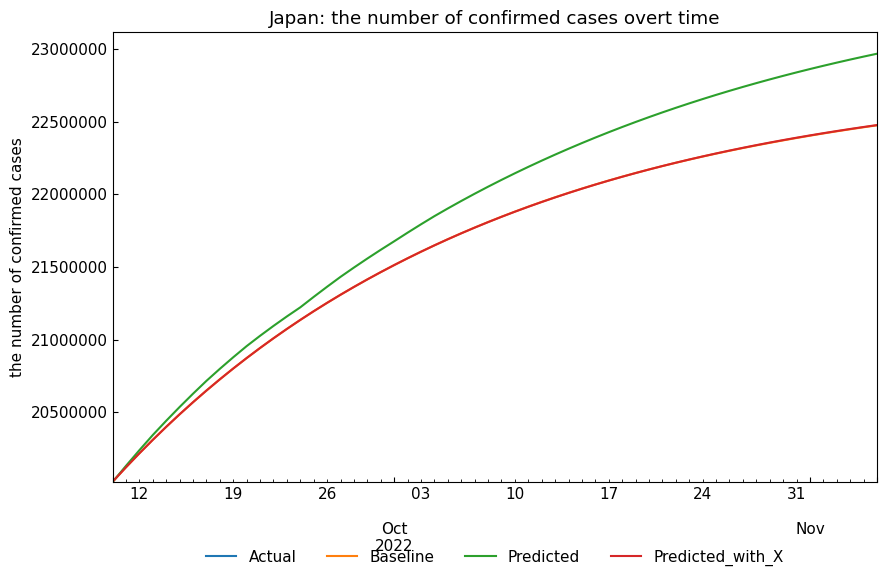 Japan: the number of confirmed cases overt time
the number of confirmed cases
23000000
22500000
22000000
21500000
21000000
20500000
12 19 26 03 10 17 24 31
Oct Nov
2022
Actual Baseline Predicted Predicted_with_X